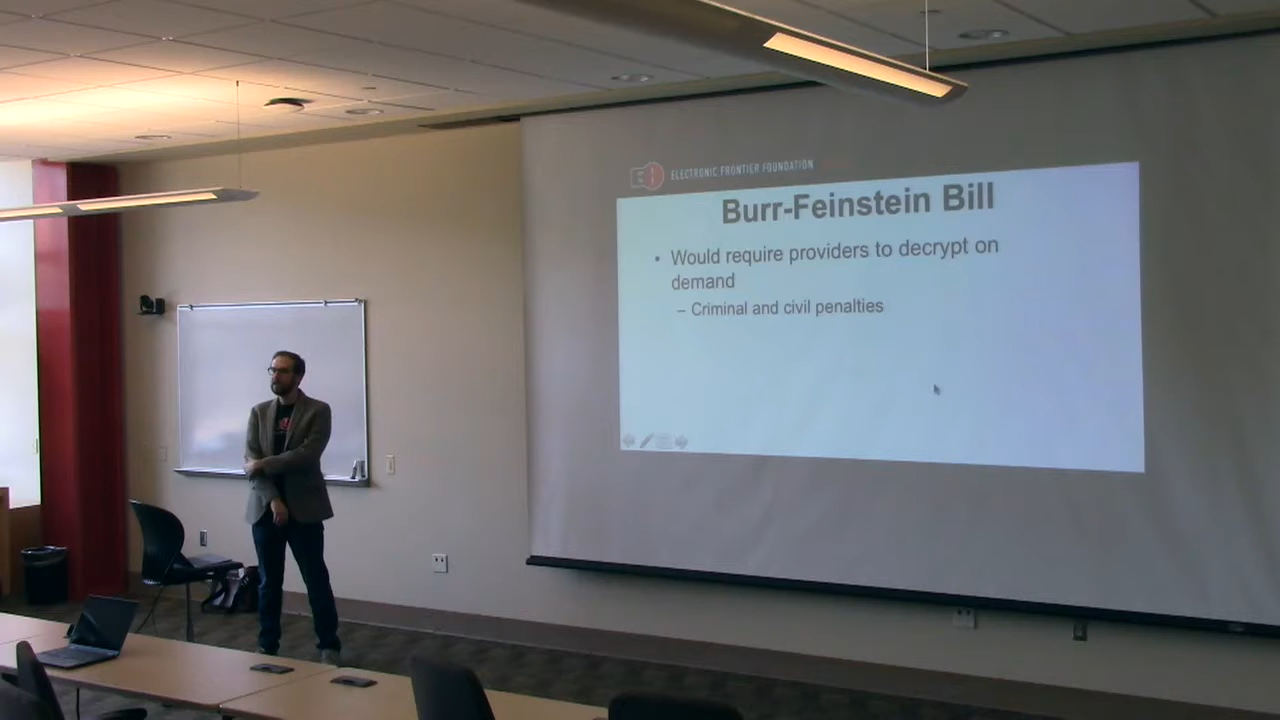 ELECTRONIC FRONTIER FOUNDATION
Burr-Feinstein Bill
• Would require providers to decrypt on
demand
– Criminal and civil penalties